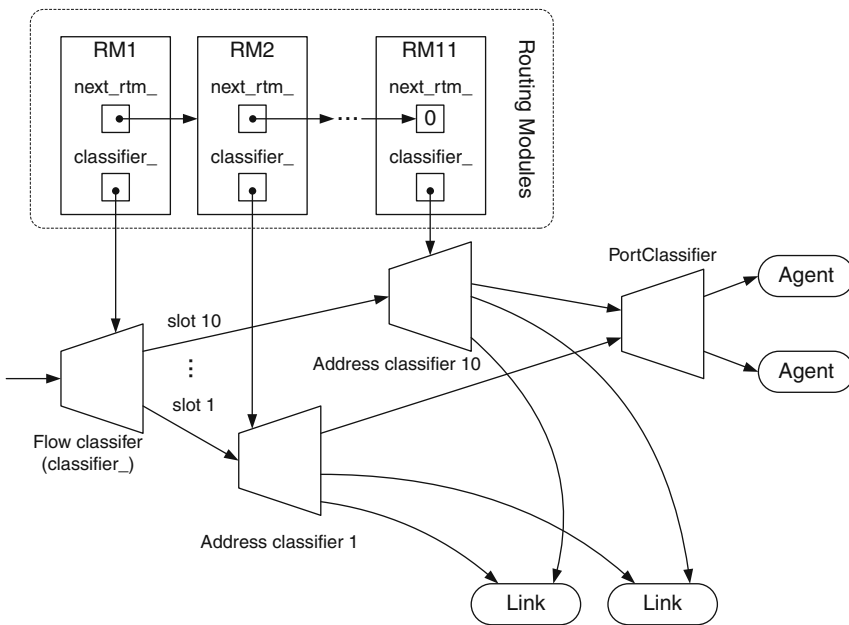 RM1
RM2
RM11
next_rtm_
next_rtm_
next_rtm_
0
classifier_
classifier_
classifier_
Routing Modules
PortClassifier
Agent
Agent
slot 10
Address classifier 10
slot 1
Flow classifer
(classifier_)
Address classifier 1
Link
Link